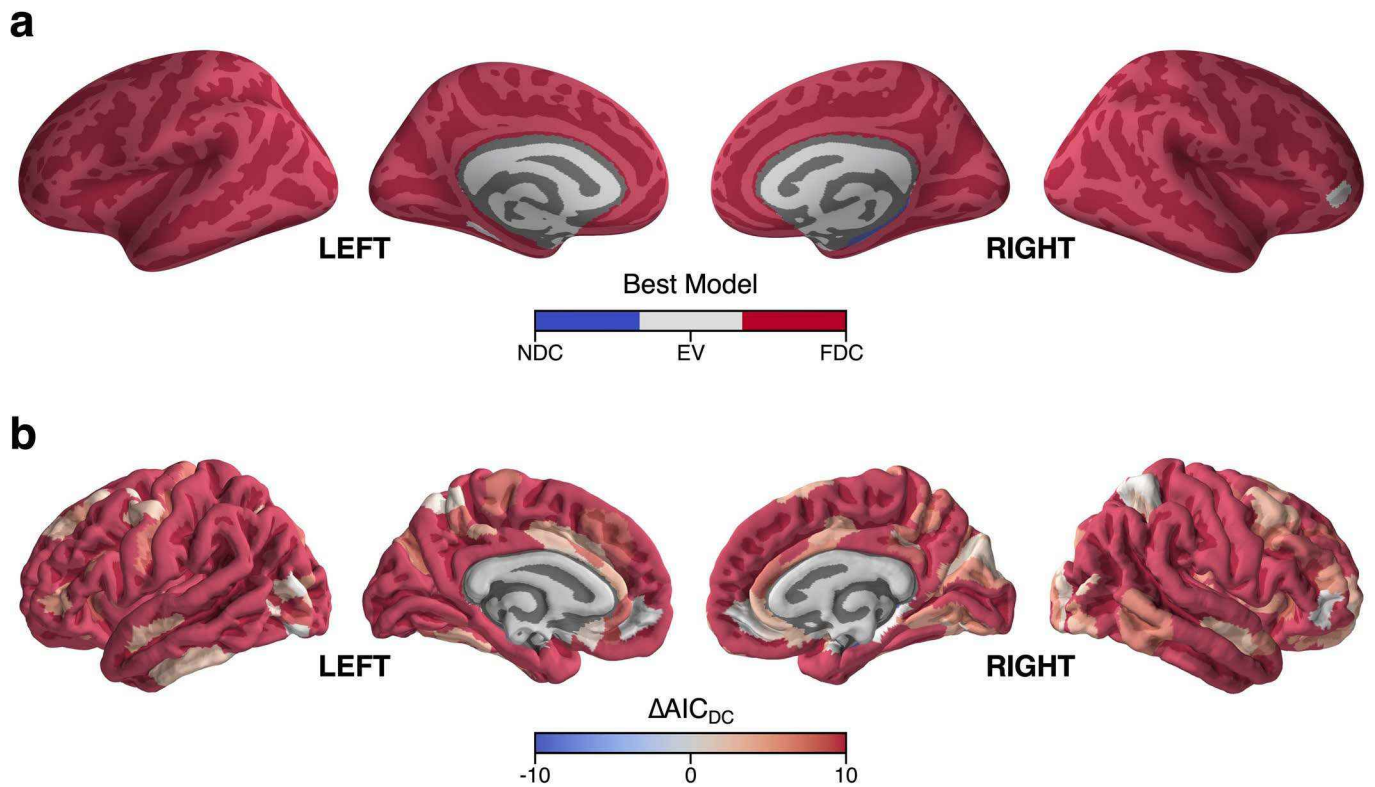 a
LEFT
RIGHT
Best Model
NDC EV FDC
b
LEFT
RIGHT
ΔAIC_DC
-10 0 10